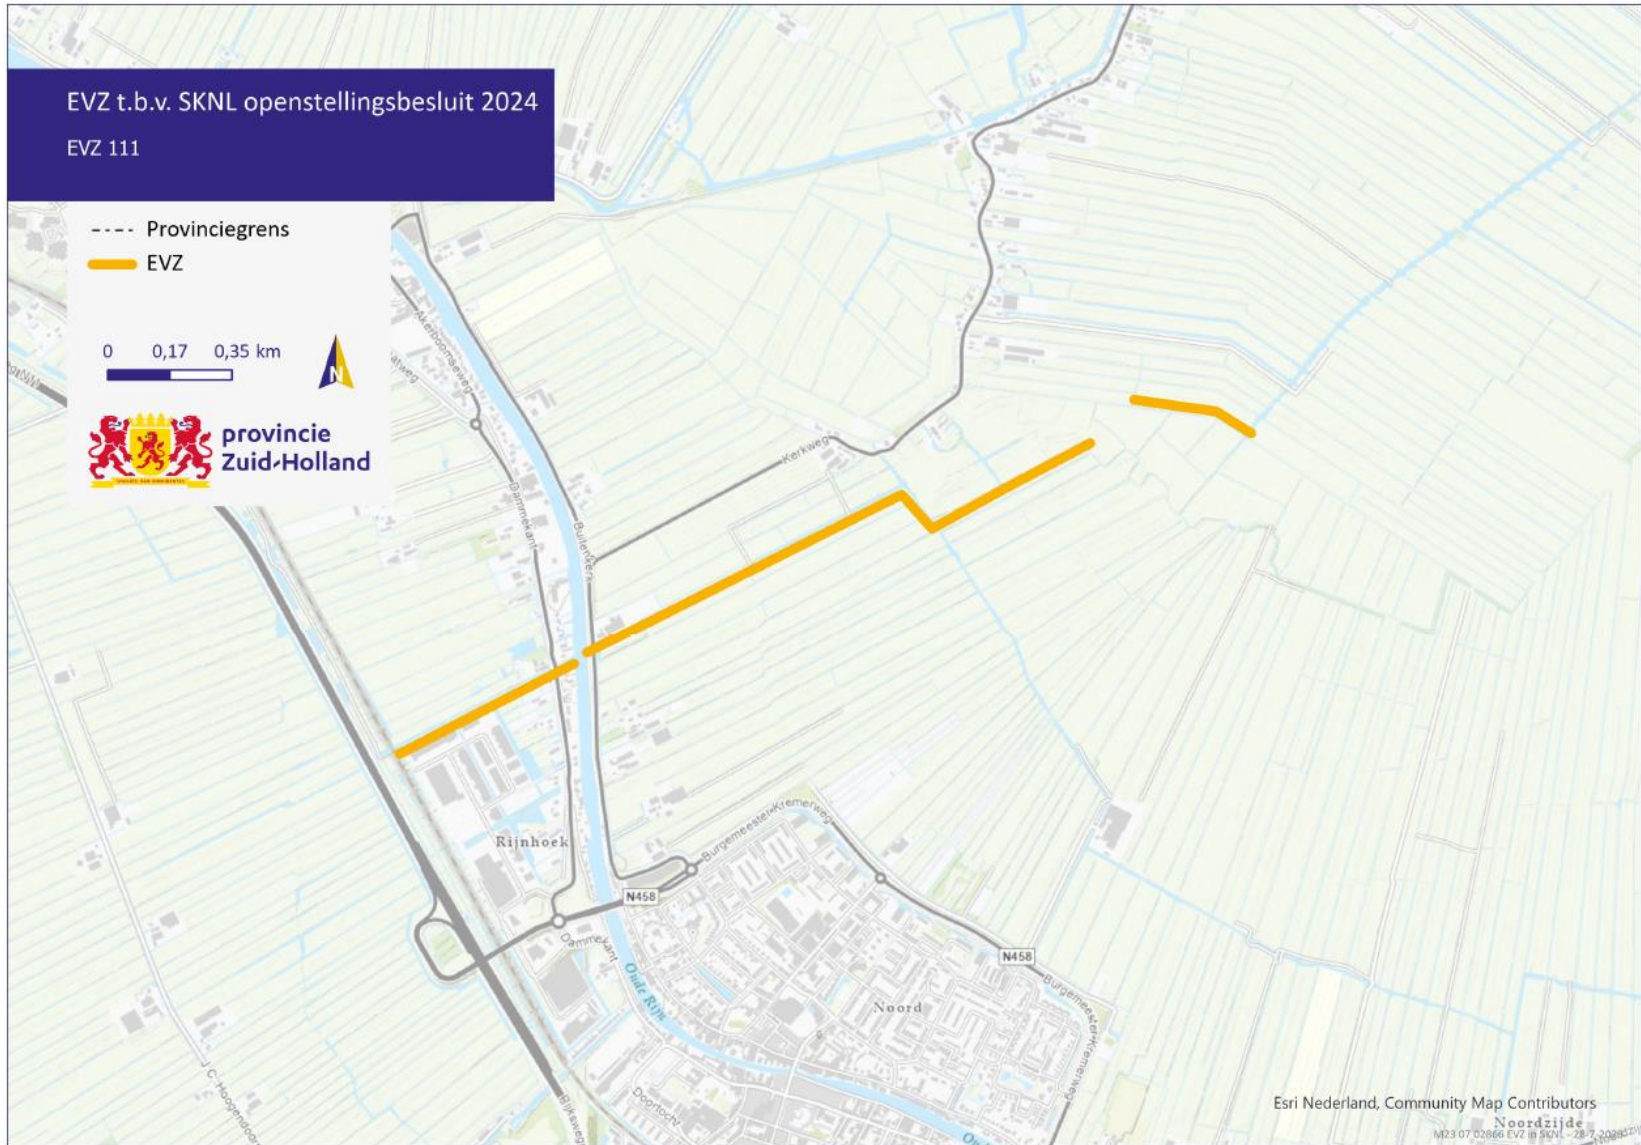 EVZ t.b.v. SKNL openstellingsbesluit 2024
EVZ 111
Provinciegrens
EVZ
0 0,17 0,35 km
N
provincie
Zuid-Holland
Akerboomseweg
Dammekant
Buitenkerk
Kerkweg
Rijnhoek
Burgemeester-Kremerweg
N458
Dammekant
Oude Rijn
N458
Noord
Burgemeester-Kremerweg
J.C. Hoogendoor
Doortocht
Rijksweg
Esri Nederland, Community Map Contributors
Noordzijde